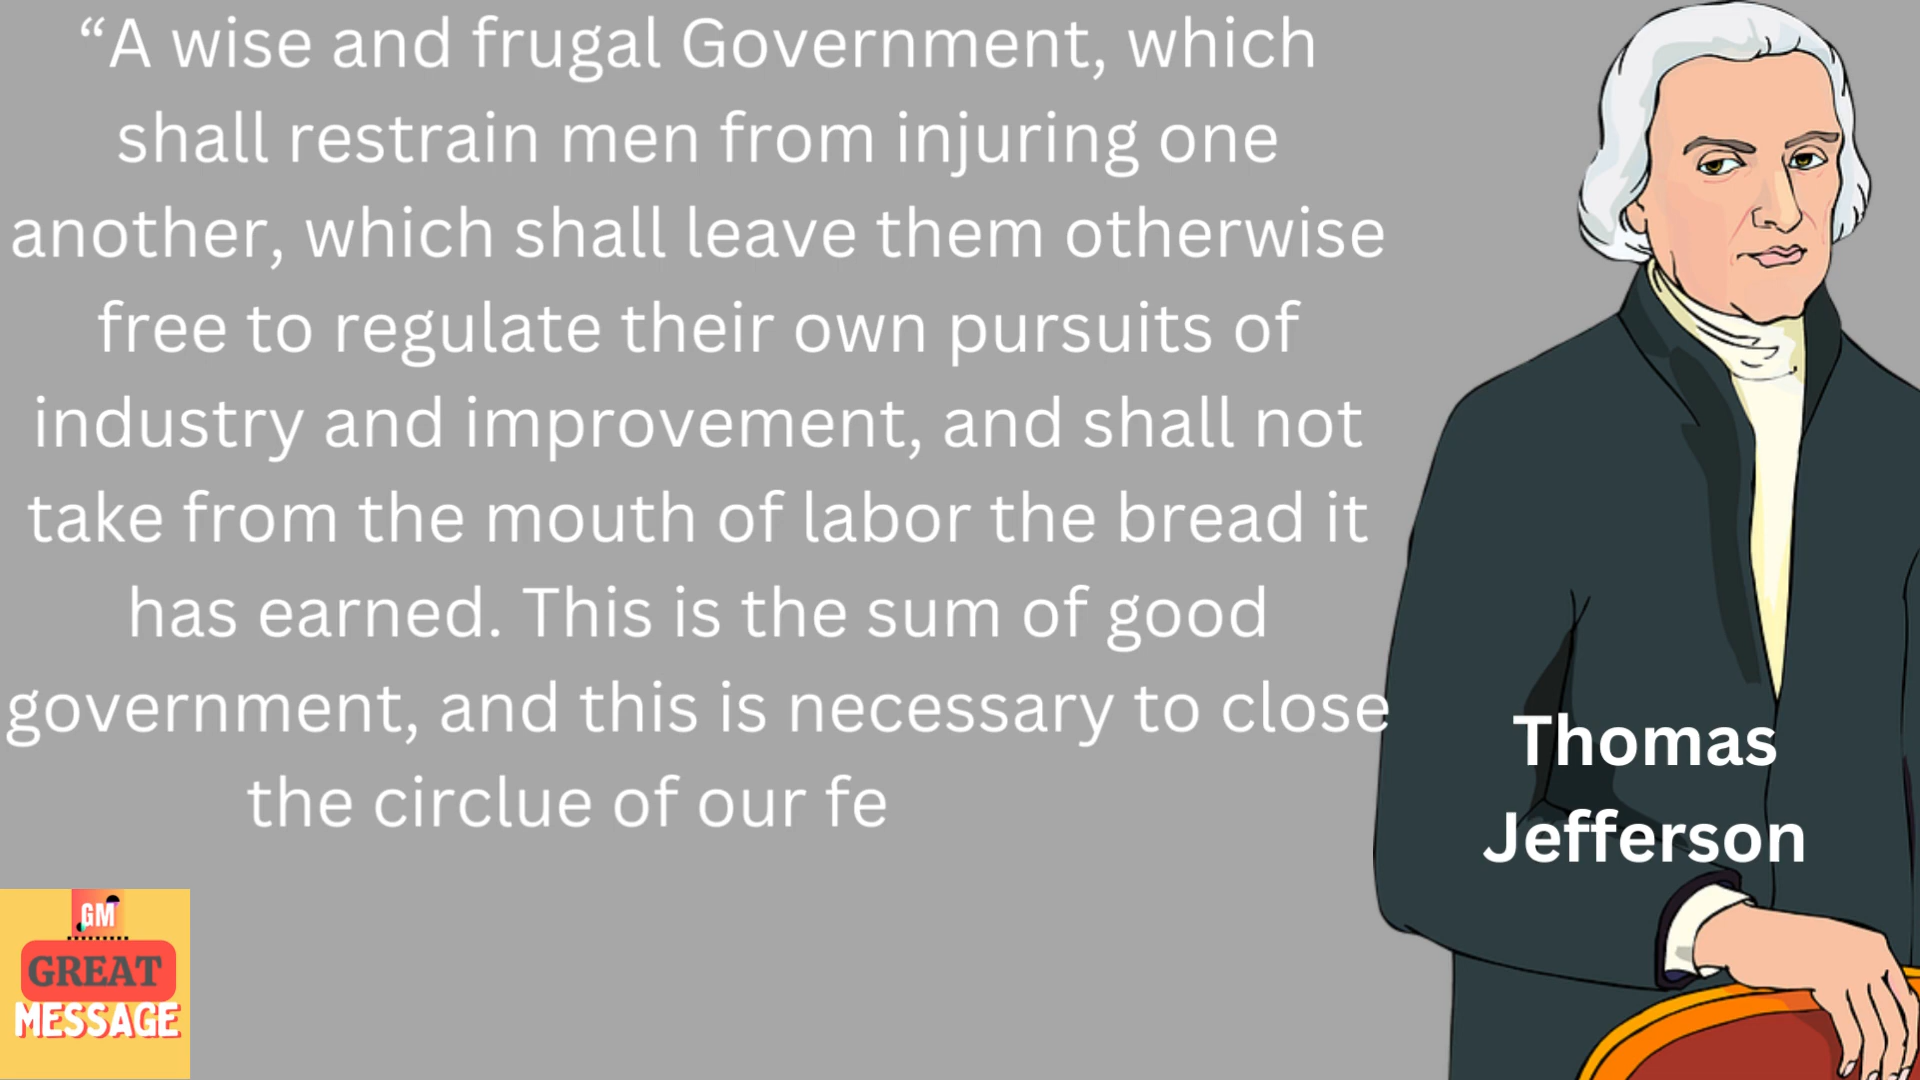 “A wise and frugal Government, which
shall restrain men from injuring one
another, which shall leave them otherwise
free to regulate their own pursuits of
industry and improvement, and shall not
take from the mouth of labor the bread it
has earned. This is the sum of good
government, and this is necessary to close
the circlue of our fe
Thomas
Jefferson
GM
GREAT
MESSAGE